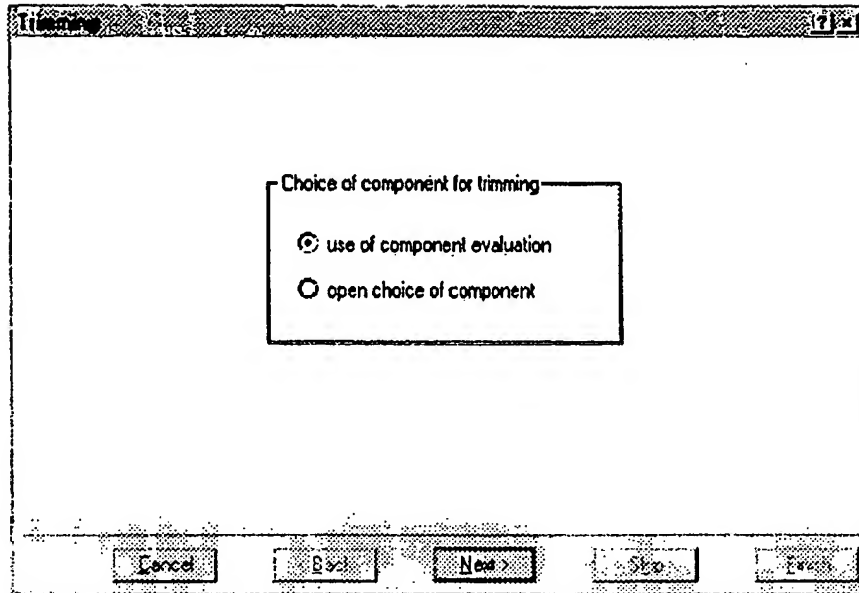 Trimming
Choice of component for trimming
use of component evaluation
open choice of component
Cancel
< Back
Next >
Skip
Finish